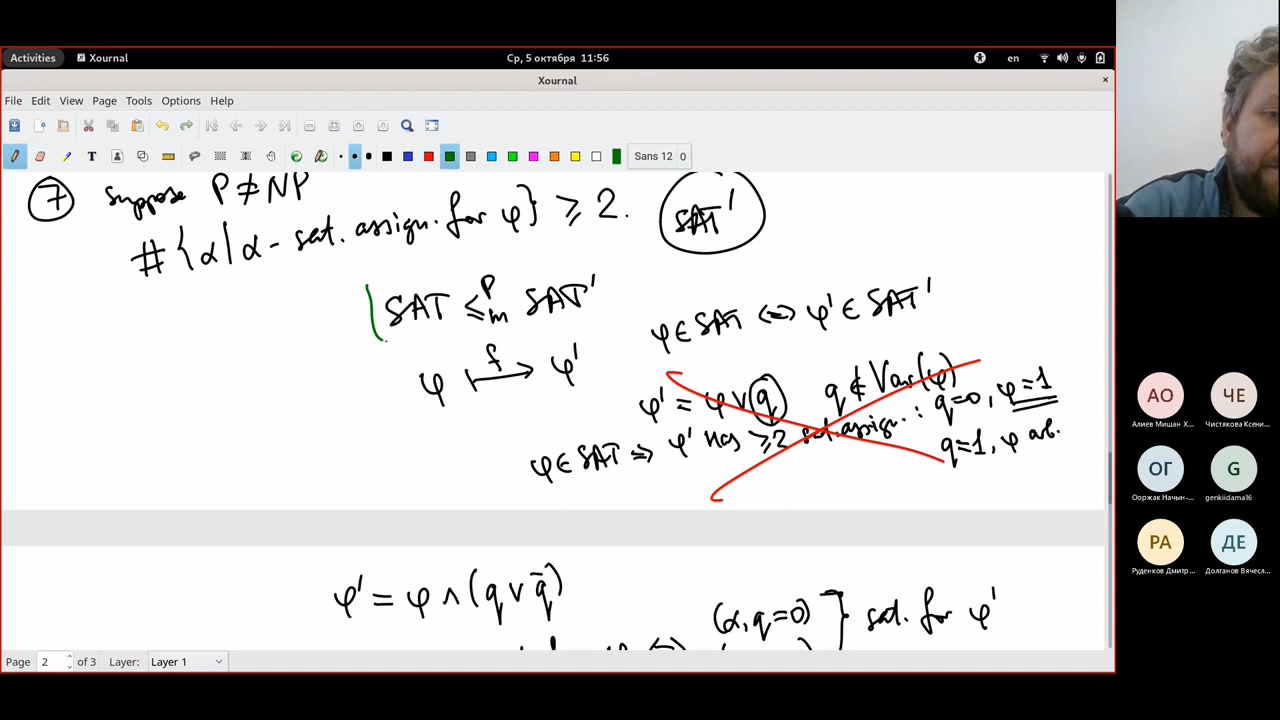 Activities
Xournal
Ср, 5 октября 11:56
en
Xournal
File Edit View Page Tools Options Help
Sans 12 0
7 suppose P ≠ NP
# {α | α - sat. assign. for φ} ≥ 2. SAT'
SAT ≤ᵖₘ SAT'
φ ∈ SAT ⇔ φ' ∈ SAT'
φ ↦ φ'
f
φ' = φ ∨ q q ∉ Var(φ)
φ ∈ SAT ⇒ φ' has ≥ 2 sat. assign.: q=0, φ=1
q=1, φ arb.
φ' = φ ∧ (q ∨ q̄)
(α, q=0) } sat. for φ'
Page 2 of 3 Layer: Layer 1
АО
Алиев Мишан Х...
ЧЕ
Чистякова Ксени...
ОГ
Ооржак Начын-...
G
genkiidama16
РА
Руденков Дмитр...
ДЕ
Долганов Вячесл...